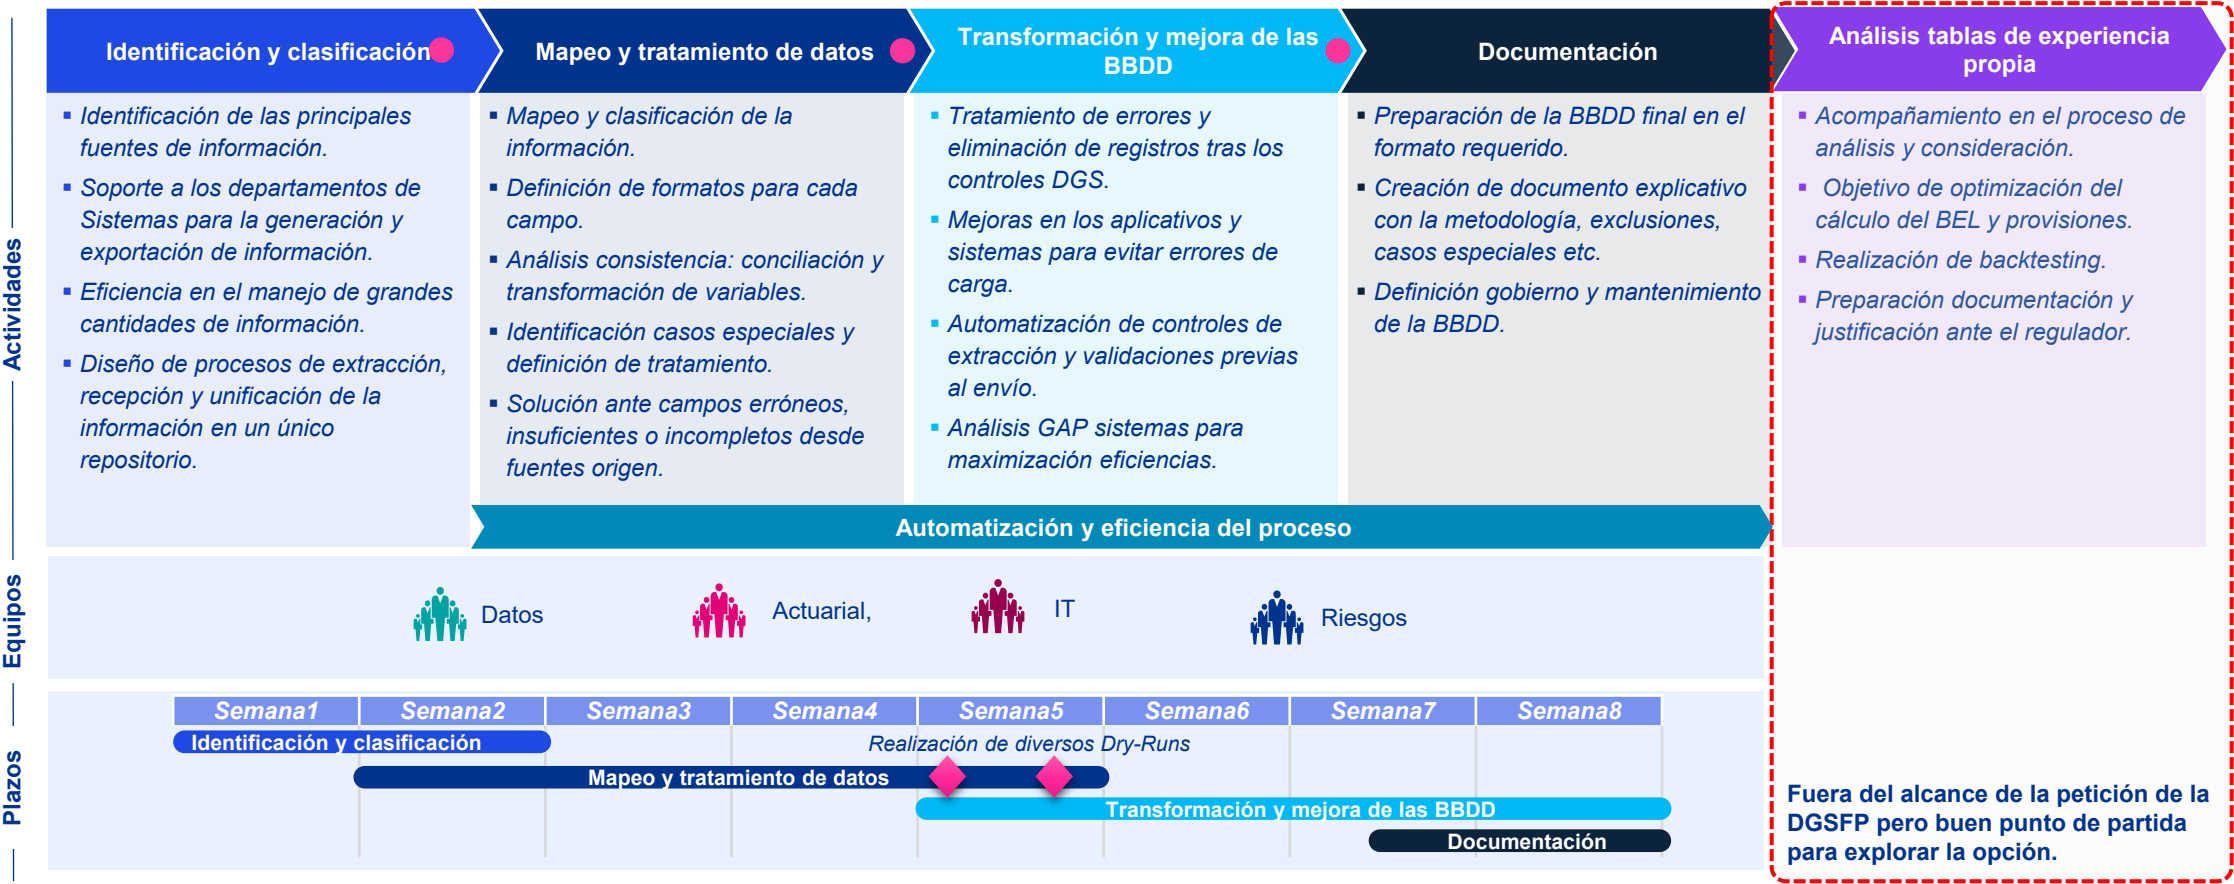 Identificación y clasificación
Mapeo y tratamiento de datos
Transformación y mejora de las
BBDD
Documentación
Análisis tablas de experiencia
propia
Actividades
Identificación de las principales
fuentes de información.
Soporte a los departamentos de
Sistemas para la generación y
exportación de información.
Eficiencia en el manejo de grandes
cantidades de información.
Diseño de procesos de extracción,
recepción y unificación de la
información en un único
repositorio.
Mapeo y clasificación de la
información.
Definición de formatos para cada
campo.
Análisis consistencia: conciliación y
transformación de variables.
Identificación casos especiales y
definición de tratamiento.
Solución ante campos erróneos,
insuficientes o incompletos desde
fuentes origen.
Tratamiento de errores y
eliminación de registros tras los
controles DGS.
Mejoras en los aplicativos y
sistemas para evitar errores de
carga.
Automatización de controles de
extracción y validaciones previas
al envío.
Análisis GAP sistemas para
maximización eficiencias.
Preparación de la BBDD final en el
formato requerido.
Creación de documento explicativo
con la metodología, exclusiones,
casos especiales etc.
Definición gobierno y mantenimiento
de la BBDD.
Acompañamiento en el proceso de
análisis y consideración.
Objetivo de optimización del
cálculo del BEL y provisiones.
Realización de backtesting.
Preparación documentación y
justificación ante el regulador.
Automatización y eficiencia del proceso
Equipos
Datos
Actuarial,
IT
Riesgos
Plazos
Semana1 Semana2 Semana3 Semana4 Semana5 Semana6 Semana7 Semana8
Identificación y clasificación
Realización de diversos Dry-Runs
Mapeo y tratamiento de datos
Transformación y mejora de las BBDD
Documentación
Fuera del alcance de la petición de la
DGSFP pero buen punto de partida
para explorar la opción.